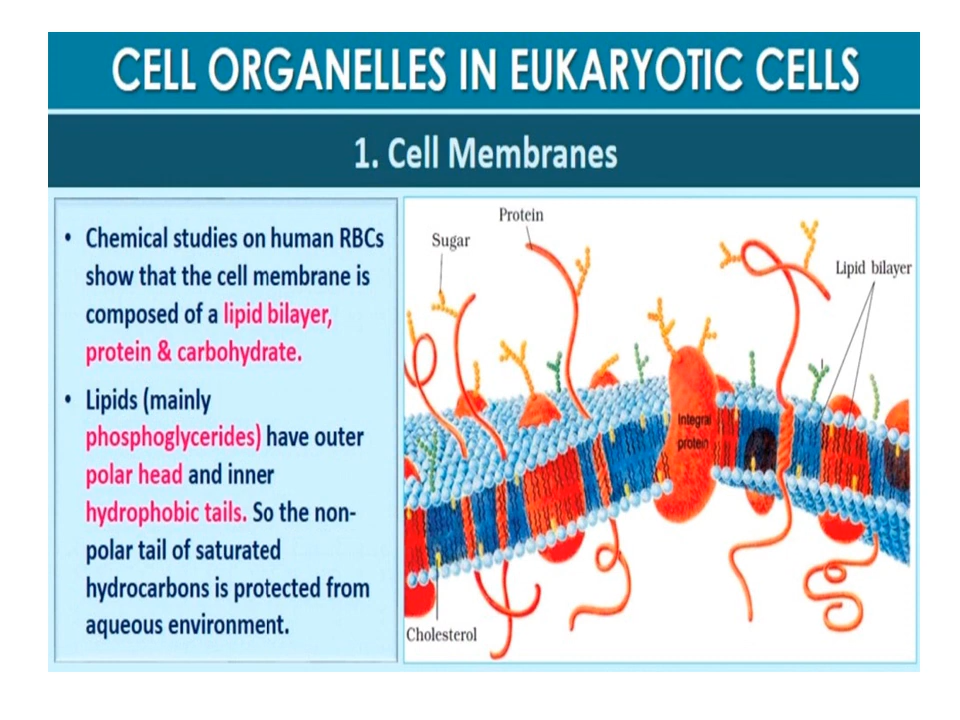 CELL ORGANELLES IN EUKARYOTIC CELLS
1. Cell Membranes
• Chemical studies on human RBCs
show that the cell membrane is
composed of a lipid bilayer,
protein & carbohydrate.
• Lipids (mainly
phosphoglycerides) have outer
polar head and inner
hydrophobic tails. So the non-
polar tail of saturated
hydrocarbons is protected from
aqueous environment.
Protein
Sugar
Lipid bilayer
Integral
protein
Cholesterol